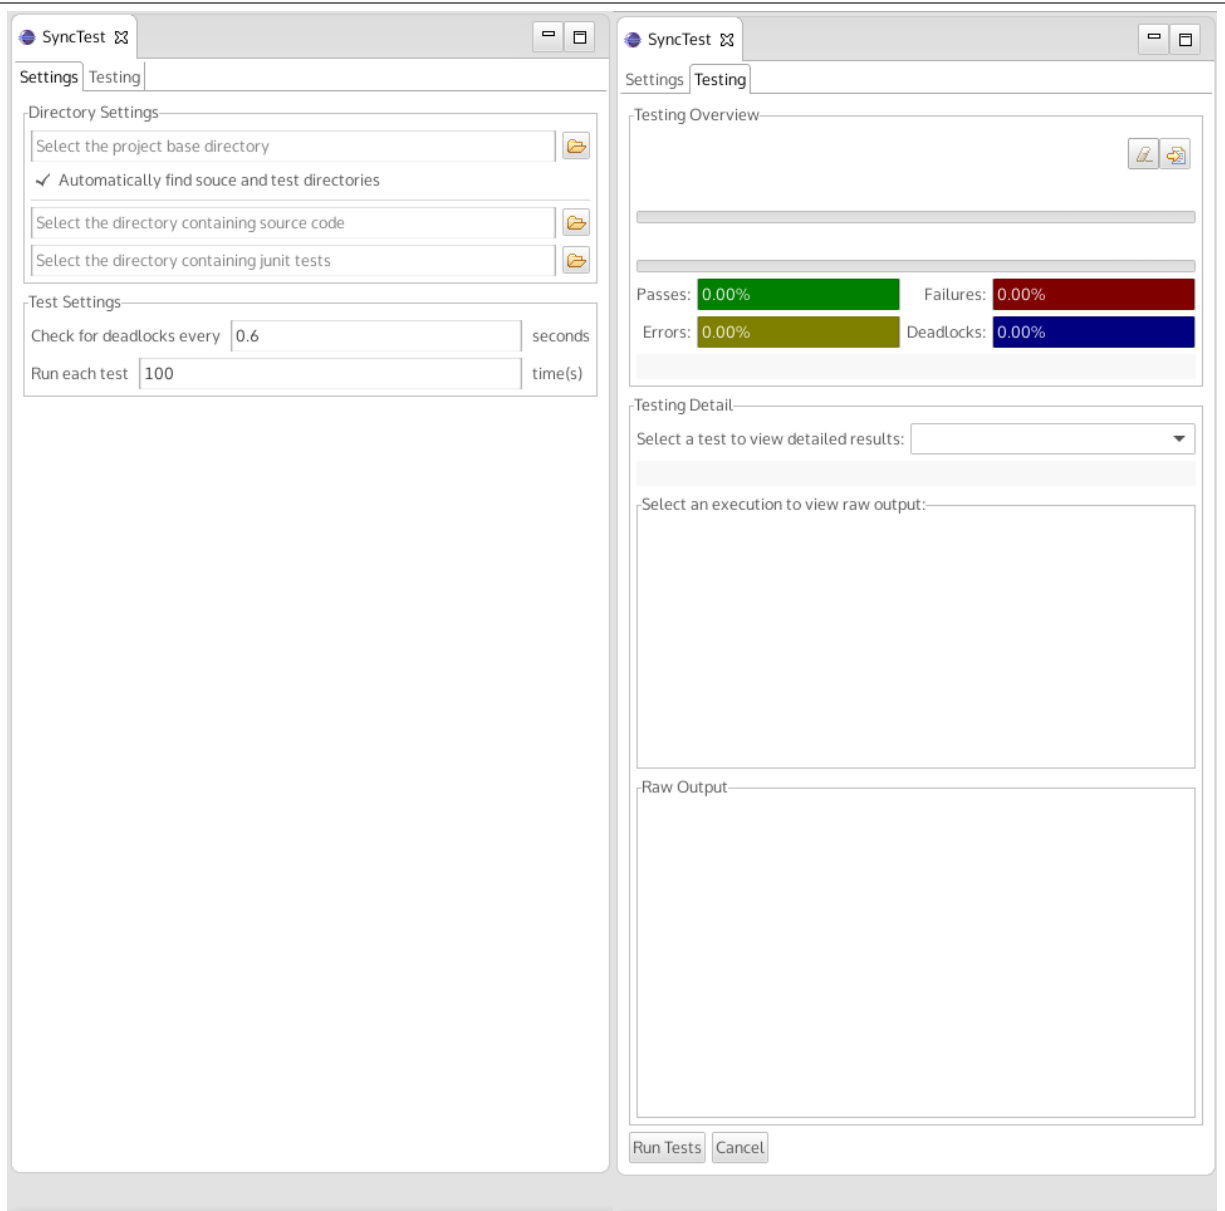 SyncTest
Settings Testing
Directory Settings
Select the project base directory
Automatically find souce and test directories
Select the directory containing source code
Select the directory containing junit tests
Test Settings
Check for deadlocks every 0.6 seconds
Run each test 100 time(s)
SyncTest
Settings Testing
Testing Overview
Passes: 0.00% Failures: 0.00%
Errors: 0.00% Deadlocks: 0.00%
Testing Detail
Select a test to view detailed results:
Select an execution to view raw output:
Raw Output
Run Tests Cancel